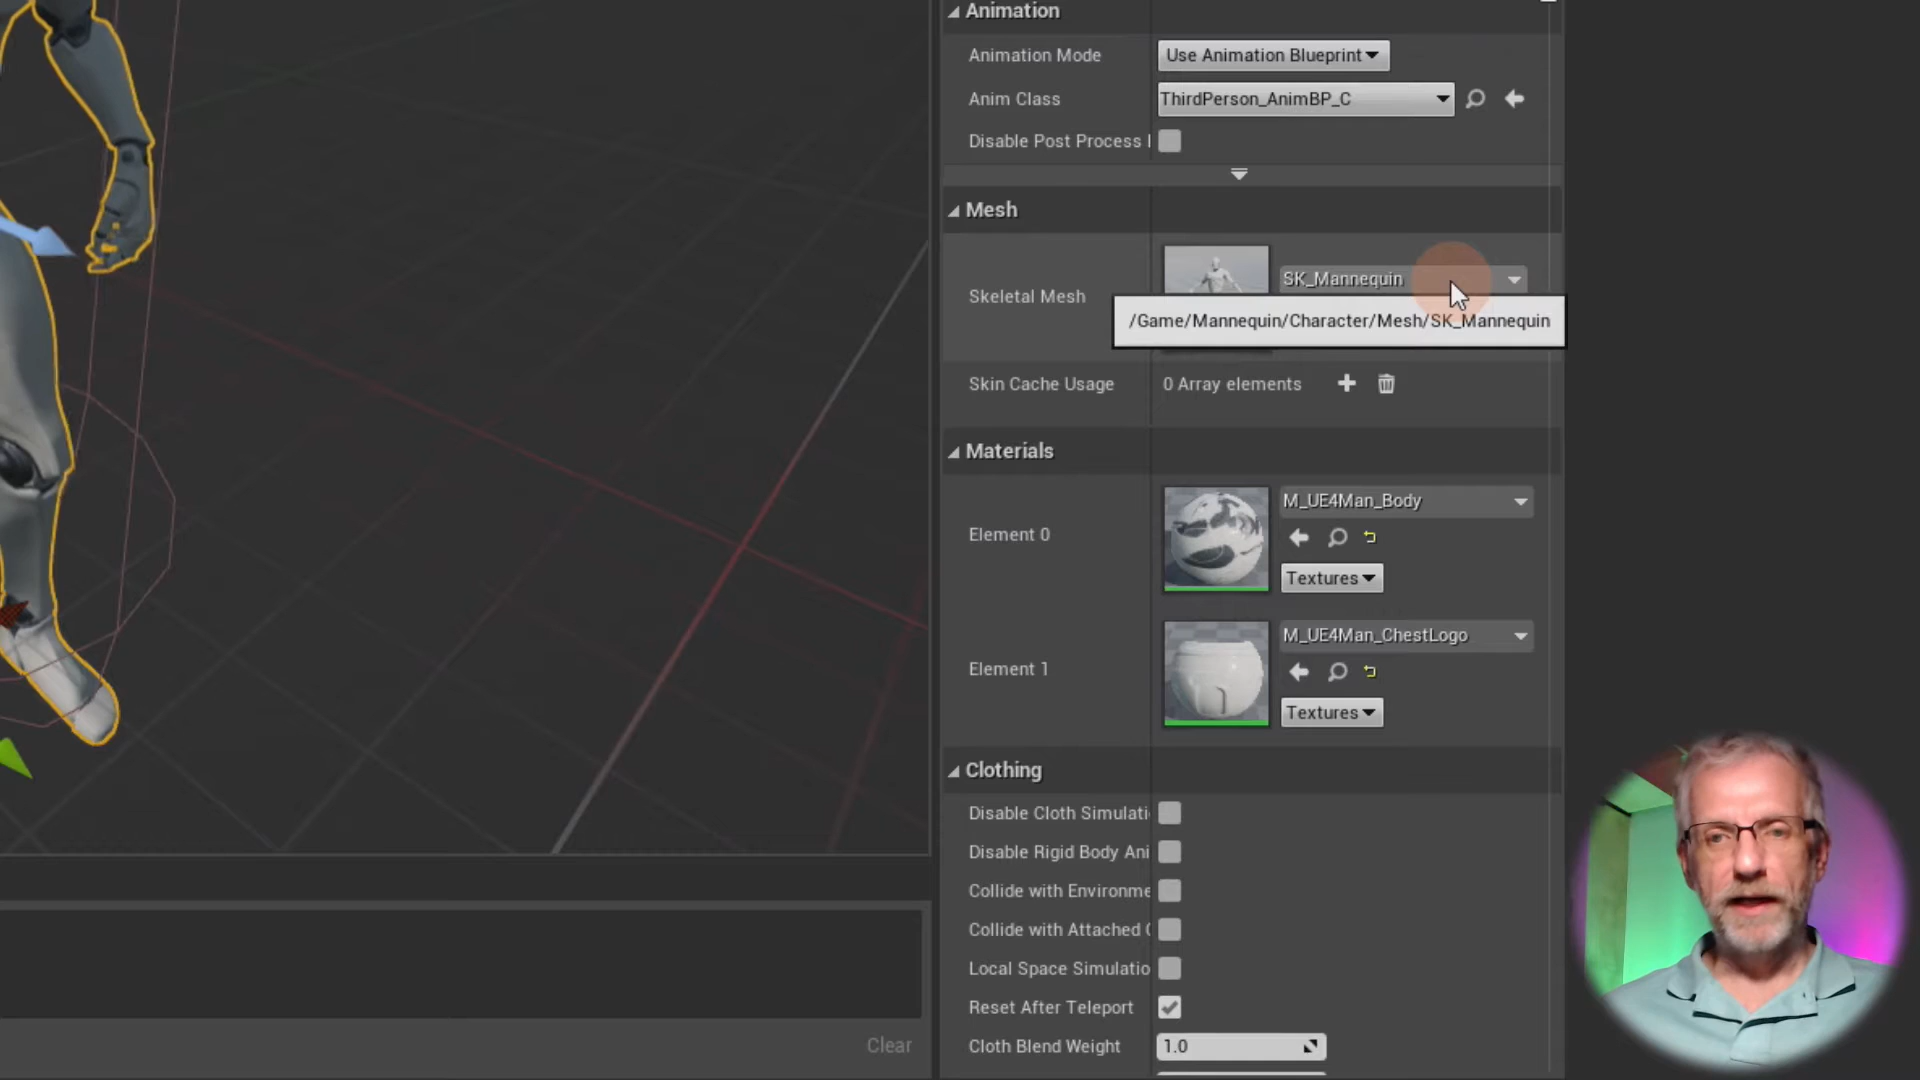 Animation
Animation Mode
Use Animation Blueprint
Anim Class
ThirdPerson_AnimBP_C
Disable Post Process
Mesh
Skeletal Mesh
SK_Mannequin
/Game/Mannequin/Character/Mesh/SK_Mannequin
Skin Cache Usage
0 Array elements
Materials
Element 0
M_UE4Man_Body
Textures
Element 1
M_UE4Man_ChestLogo
Textures
Clothing
Disable Cloth Simulati
Disable Rigid Body Ani
Collide with Environme
Collide with Attached
Local Space Simulatio
Reset After Teleport
Cloth Blend Weight
1.0
Clear